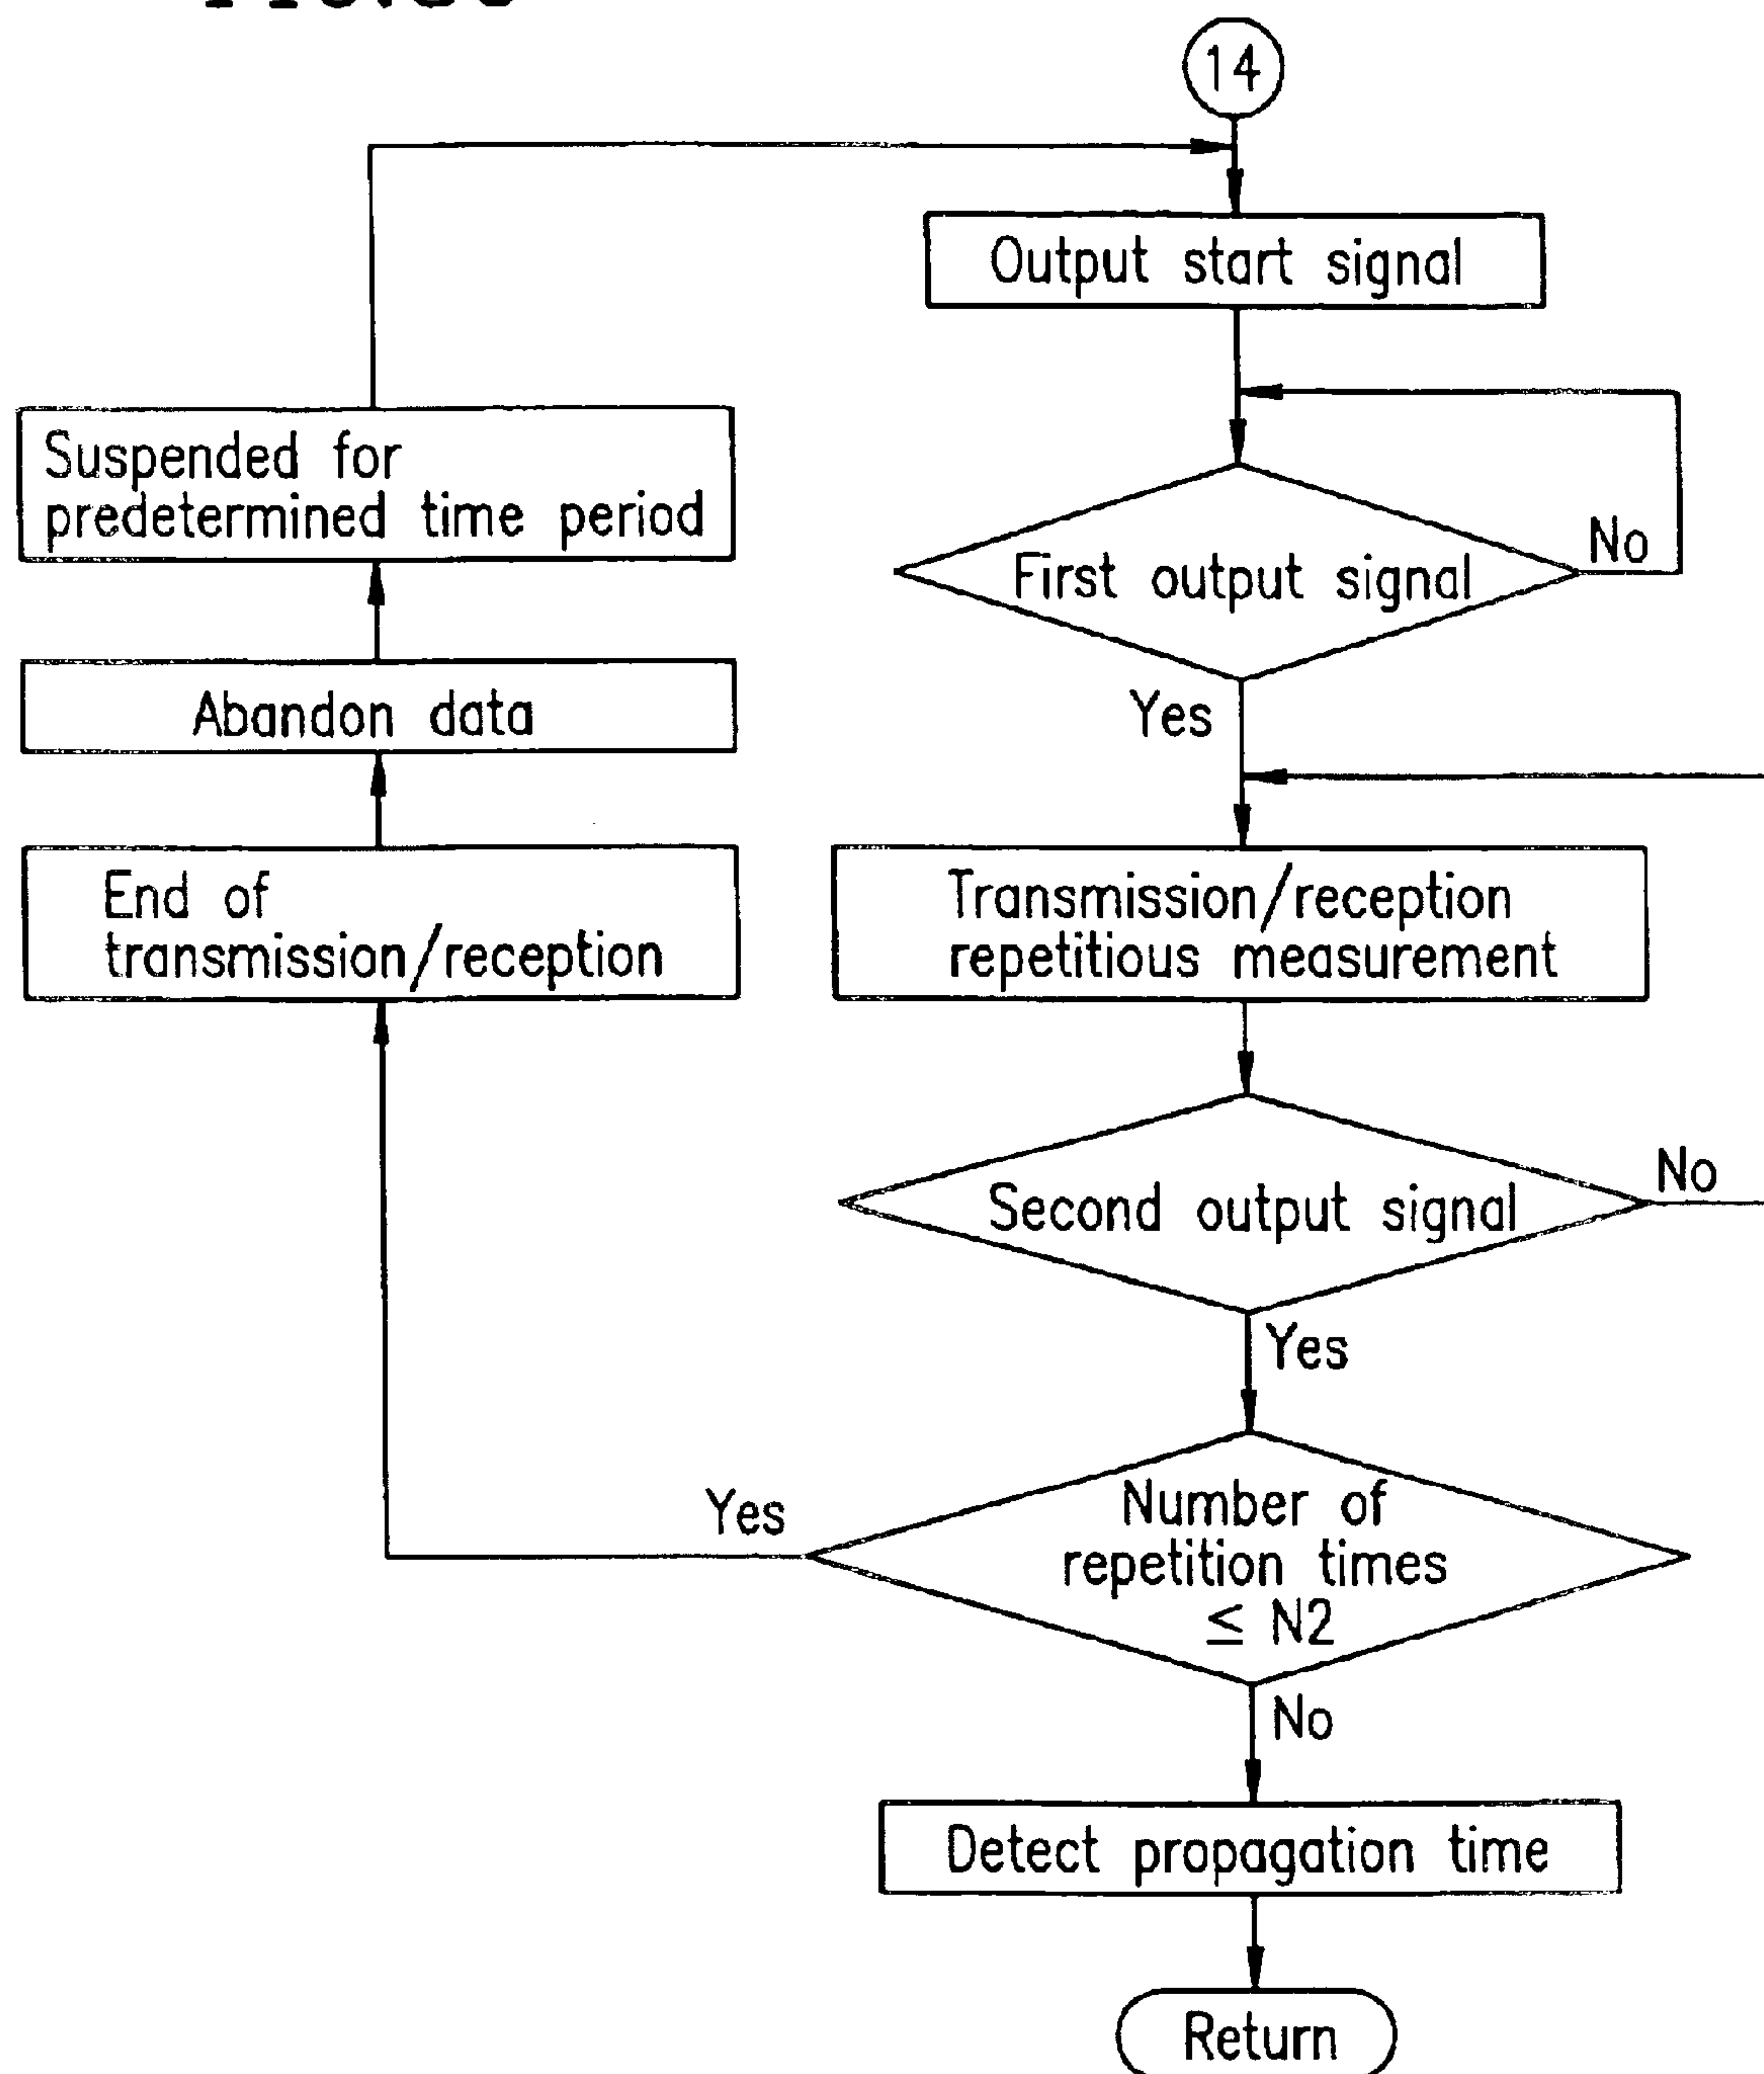 14
Output start signal
First output signal
No
Yes
Transmission/reception
repetitious measurement
Second output signal
No
Yes
Number of
repetition times
≤ N2
Yes
No
End of
transmission/reception
Abandon data
Suspended for
predetermined time period
Detect propagation time
Return